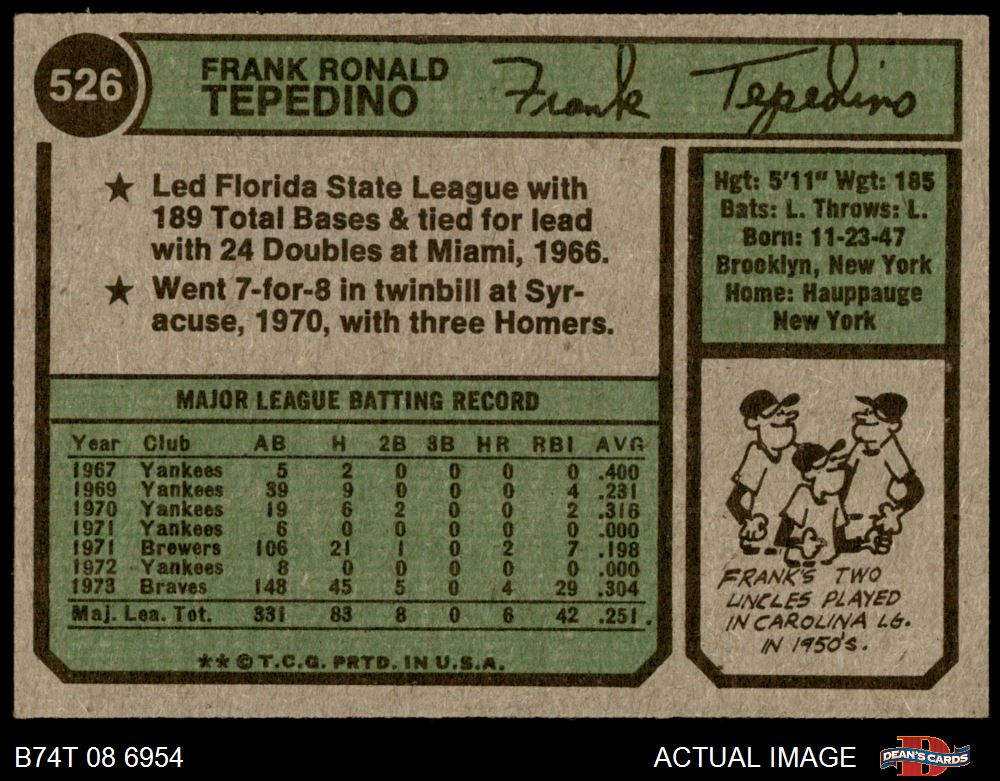 526
FRANK RONALD
TEPEDINO
Frank Tepedino
★ Led Florida State League with
189 Total Bases & tied for lead
with 24 Doubles at Miami, 1966.
★ Went 7-for-8 in twinbill at Syr-
acuse, 1970, with three Homers.
Hgt: 5'11" Wgt: 185
Bats: L. Throws: L.
Born: 11-23-47
Brooklyn, New York
Home: Hauppauge
New York
MAJOR LEAGUE BATTING RECORD
Year Club AB H 2B 3B HR RBI AVG
1967 Yankees 5 2 0 0 0 0 .400
1969 Yankees 39 9 0 0 0 4 .231
1970 Yankees 19 6 2 0 0 2 .316
1971 Yankees 6 0 0 0 0 0 .000
1971 Brewers 106 21 1 0 2 7 .198
1972 Yankees 8 0 0 0 0 0 .000
1973 Braves 148 45 5 0 4 29 .304
Maj. Lea. Tot. 331 83 8 0 6 42 .251.
★★ © T.C.G. PRTD. IN U.S.A.
FRANK'S TWO
UNCLES PLAYED
IN CAROLINA LG.
IN 1950'S.
B74T 08 6954
ACTUAL IMAGE
DEAN'S CARDS